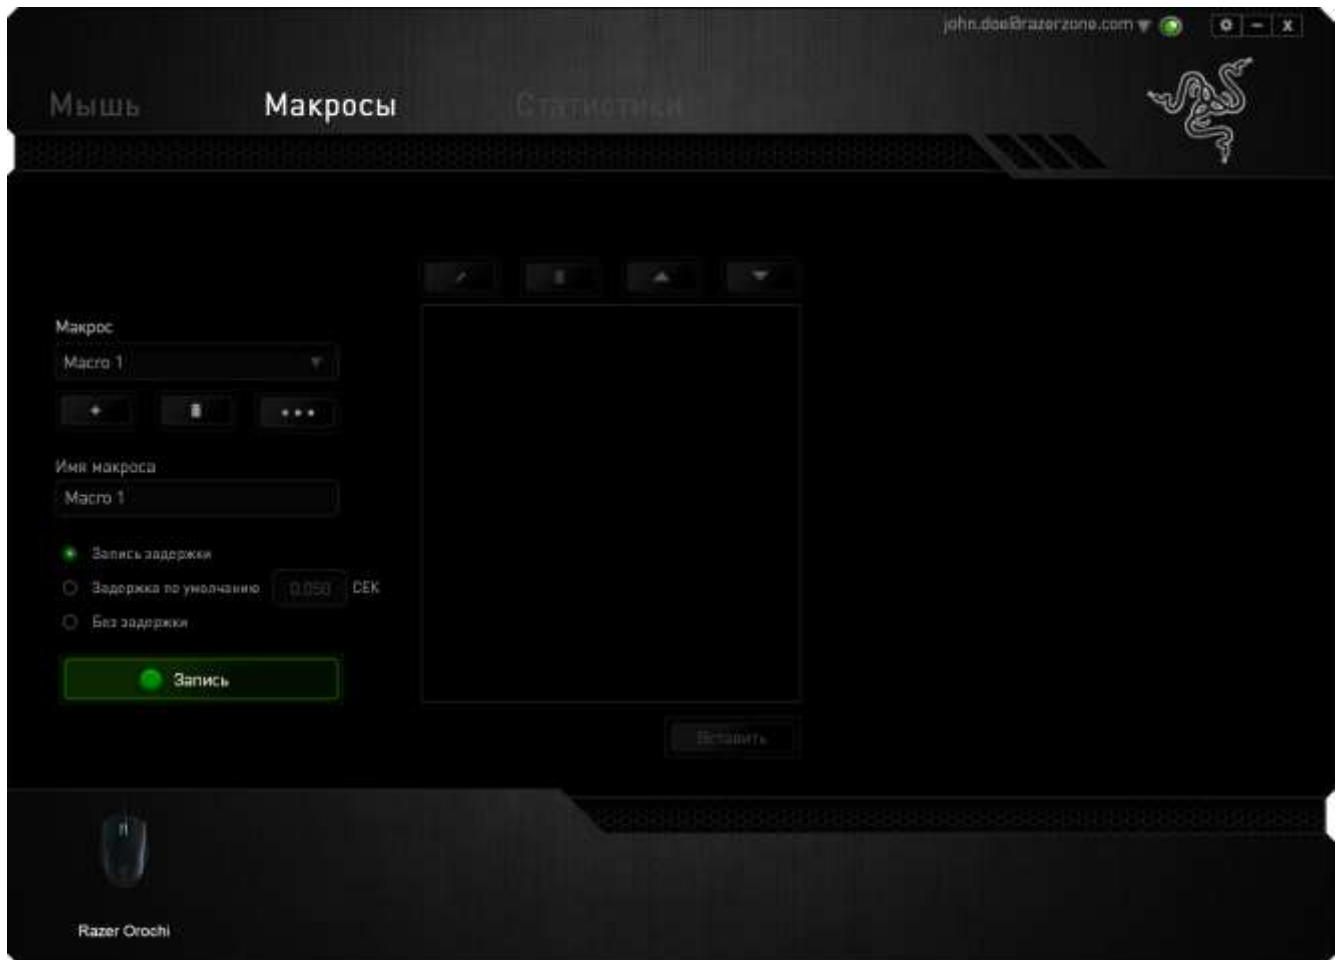 john.doe@razerzone.com
X
Мышь Макросы Статистики
Макрос
Macro 1
Имя макроса
Macro 1
Запись задержки
Задержка по умолчанию 0.050 СЕК
Без задержки
Запись
Вставить
Razer Orochi